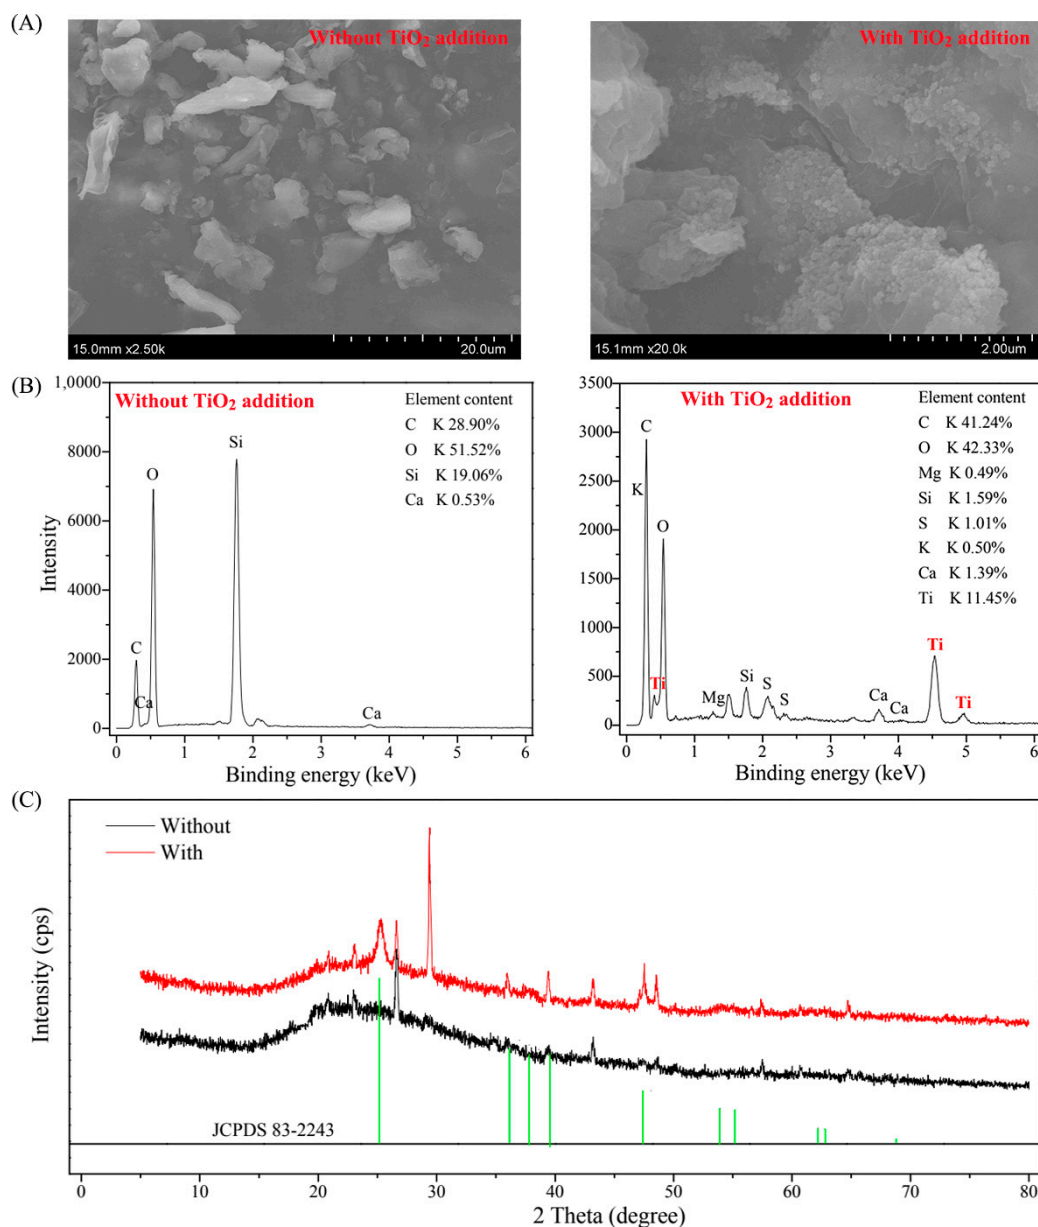 (A)
Without TiO₂ addition
With TiO₂ addition
15.0mm x2.50k
20.0um
15.1mm x20.0k
2.00um
(B)
Without TiO₂ addition
Element content
C K 28.90%
O K 51.52%
Si K 19.06%
Ca K 0.53%
1,0000
8000
6000
4000
2000
0
Intensity
C
Ca
O
Si
Ca
0
1
2
3
4
5
6
Binding energy (keV)
With TiO₂ addition
Element content
C K 41.24%
O K 42.33%
Mg K 0.49%
Si K 1.59%
S K 1.01%
K K 0.50%
Ca K 1.39%
Ti K 11.45%
3500
3000
2500
2000
1500
1000
500
0
C
K
O
Ti
Mg
Si
S
S
Ca
Ca
Ti
Ti
0
1
2
3
4
5
6
Binding energy (keV)
(C)
Without
With
Intensity (cps)
JCPDS 83-2243
0
10
20
30
40
50
60
70
80
2 Theta (degree)